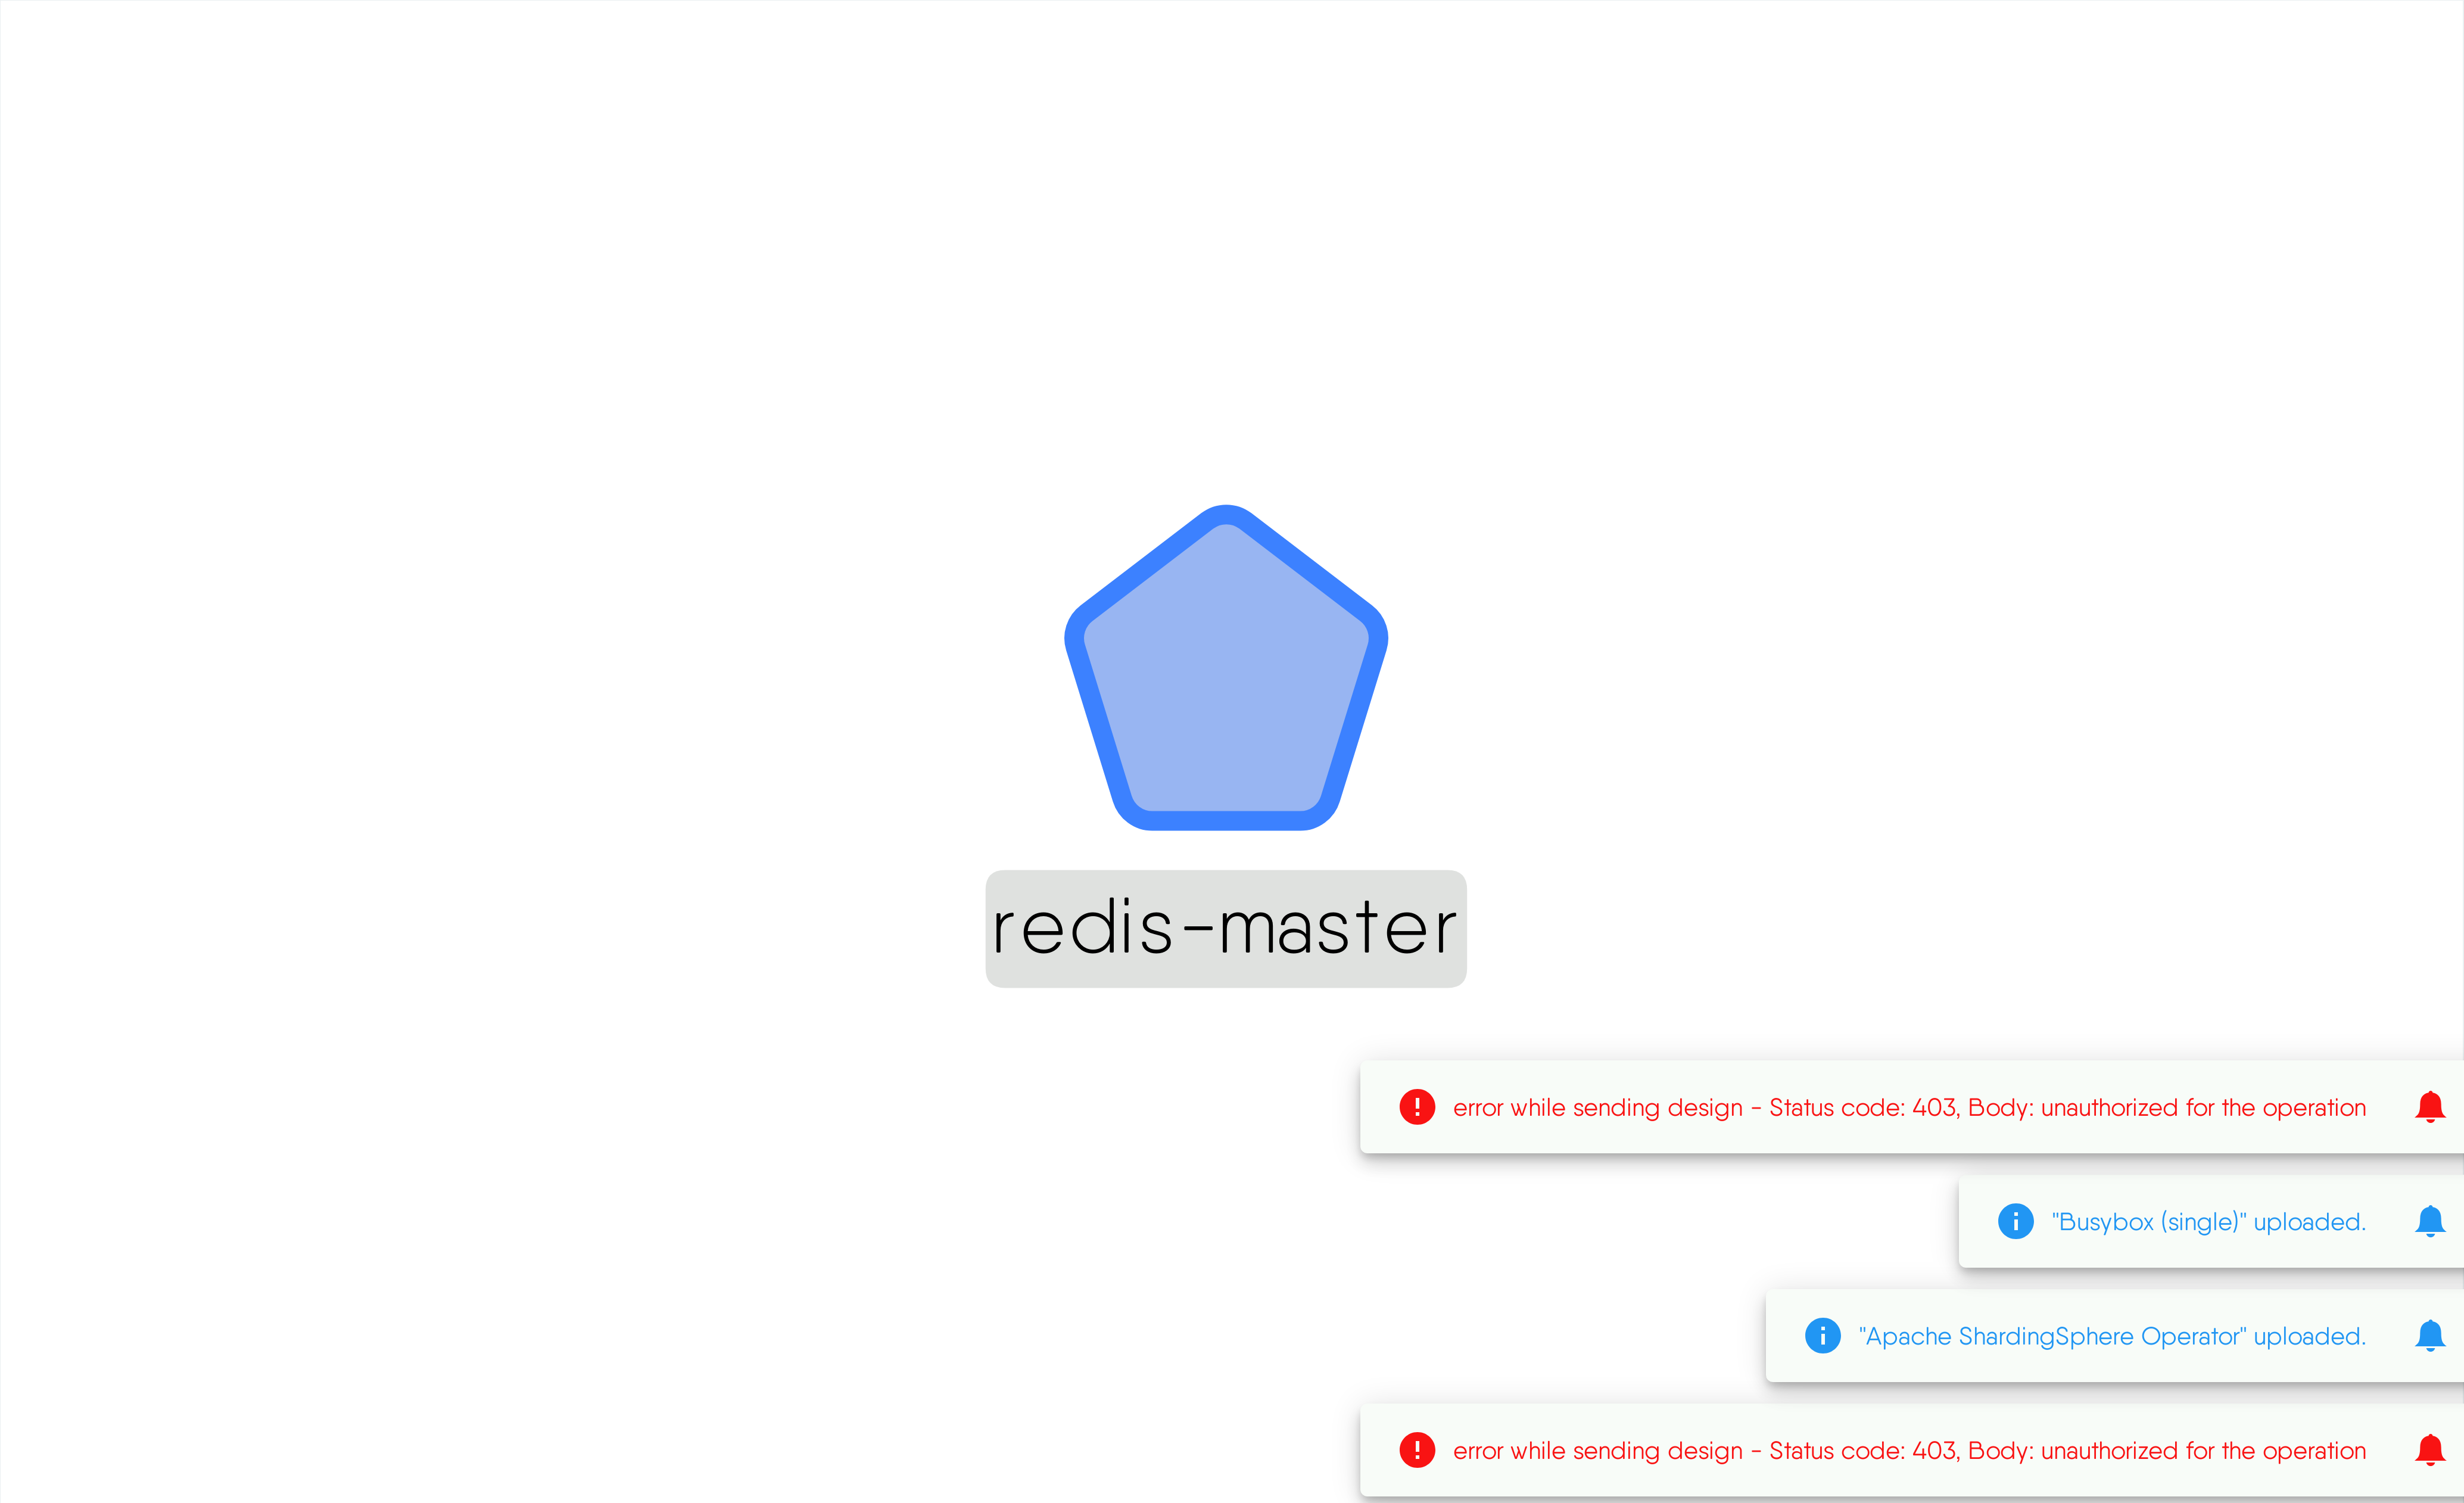 redis-master
error while sending design - Status code: 403, Body: unauthorized for the operation
"Busybox (single)" uploaded.
"Apache ShardingSphere Operator" uploaded.
error while sending design - Status code: 403, Body: unauthorized for the operation